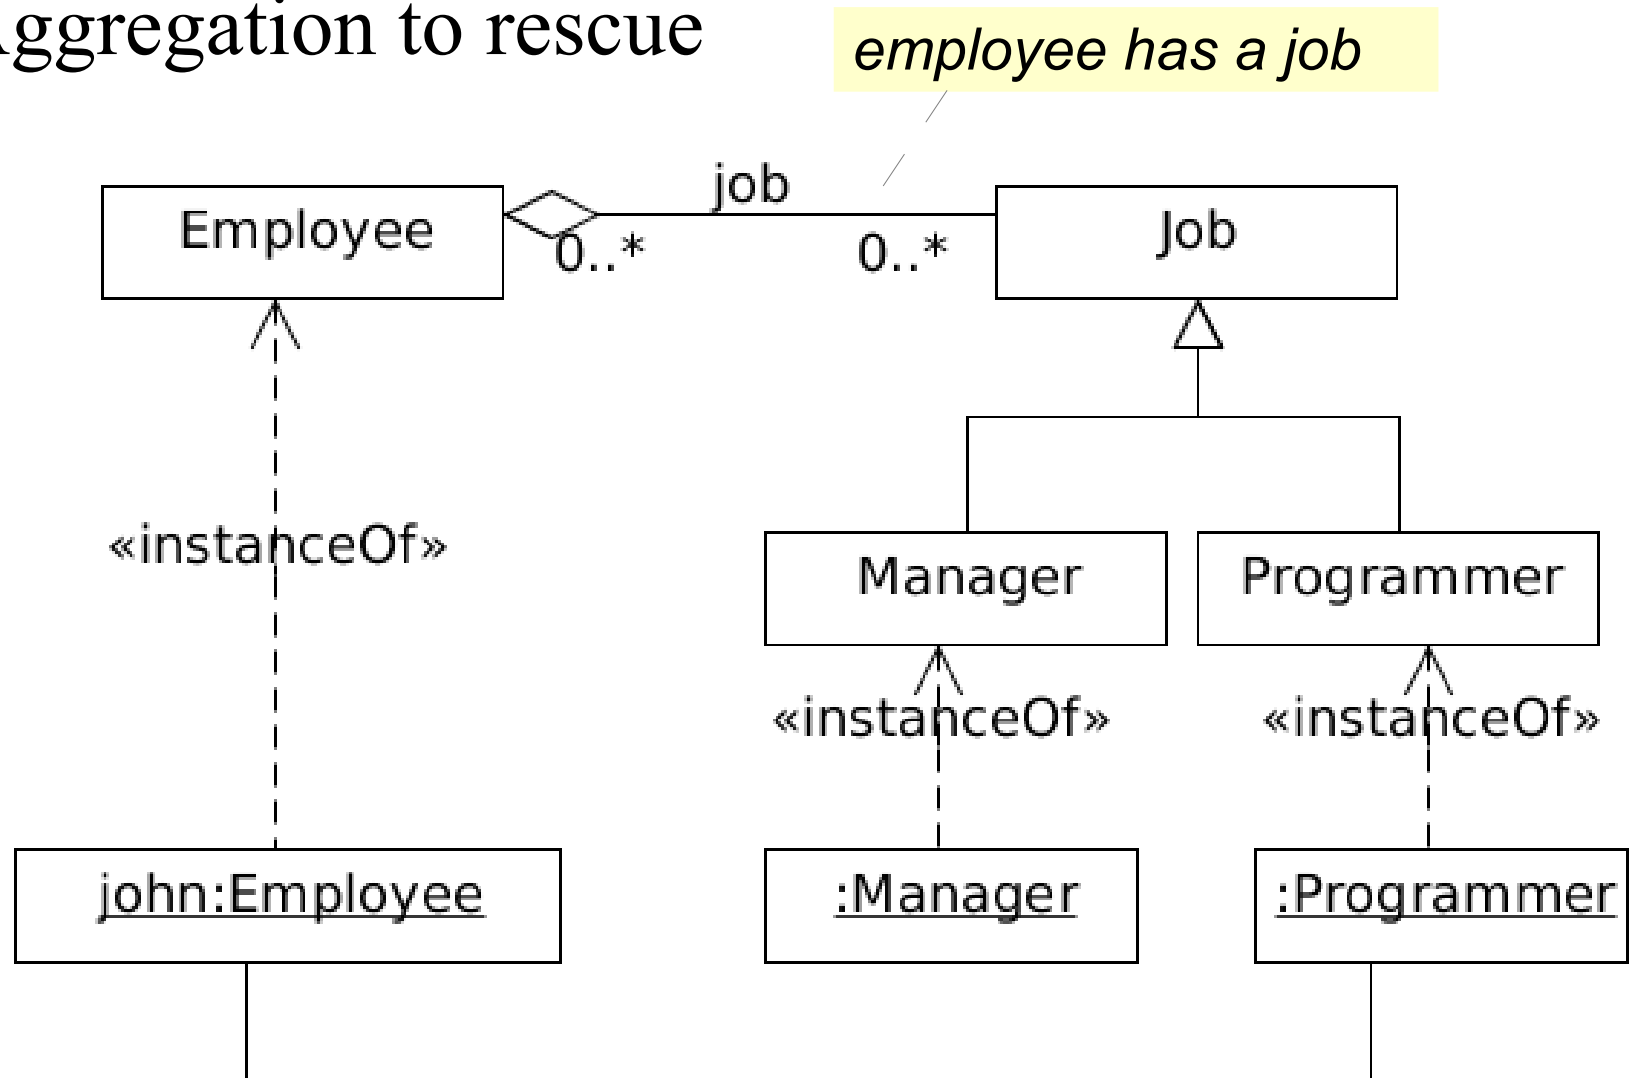 Aggregation to rescue
employee has a job
job
Employee
Job
0..*
0..*
«instanceOf»
Manager
Programmer
«instanceOf»
«instanceOf»
john:Employee
:Manager
:Programmer